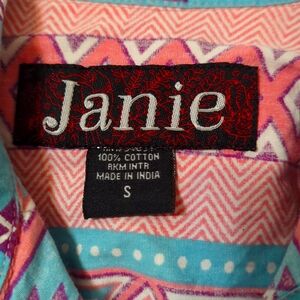 Janie
100% COTTON
RKM INTR
MADE IN INDIA
S